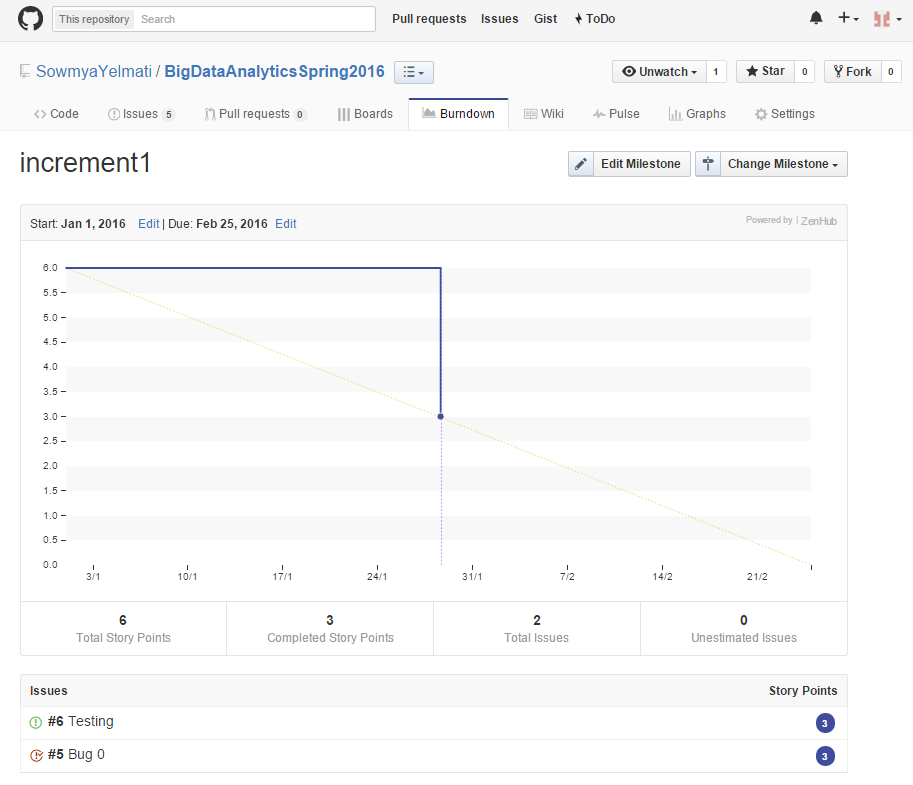 This repository Search Pull requests Issues Gist ToDo
SowmyaYelmati / BigDataAnalyticsSpring2016 Unwatch 1 Star 0 Fork 0
Code Issues 5 Pull requests 0 Boards Burndown Wiki Pulse Graphs Settings
increment1 Edit Milestone Change Milestone
Start: Jan 1, 2016 Edit | Due: Feb 25, 2016 Edit Powered by | ZenHub
6.0
5.5
5.0
4.5
4.0
3.5
3.0
2.5
2.0
1.5
1.0
0.5
0.0
3/1 10/1 17/1 24/1 31/1 7/2 14/2 21/2
6 3 2 0
Total Story Points Completed Story Points Total Issues Unestimated Issues
Issues Story Points
#6 Testing 3
#5 Bug 0 3